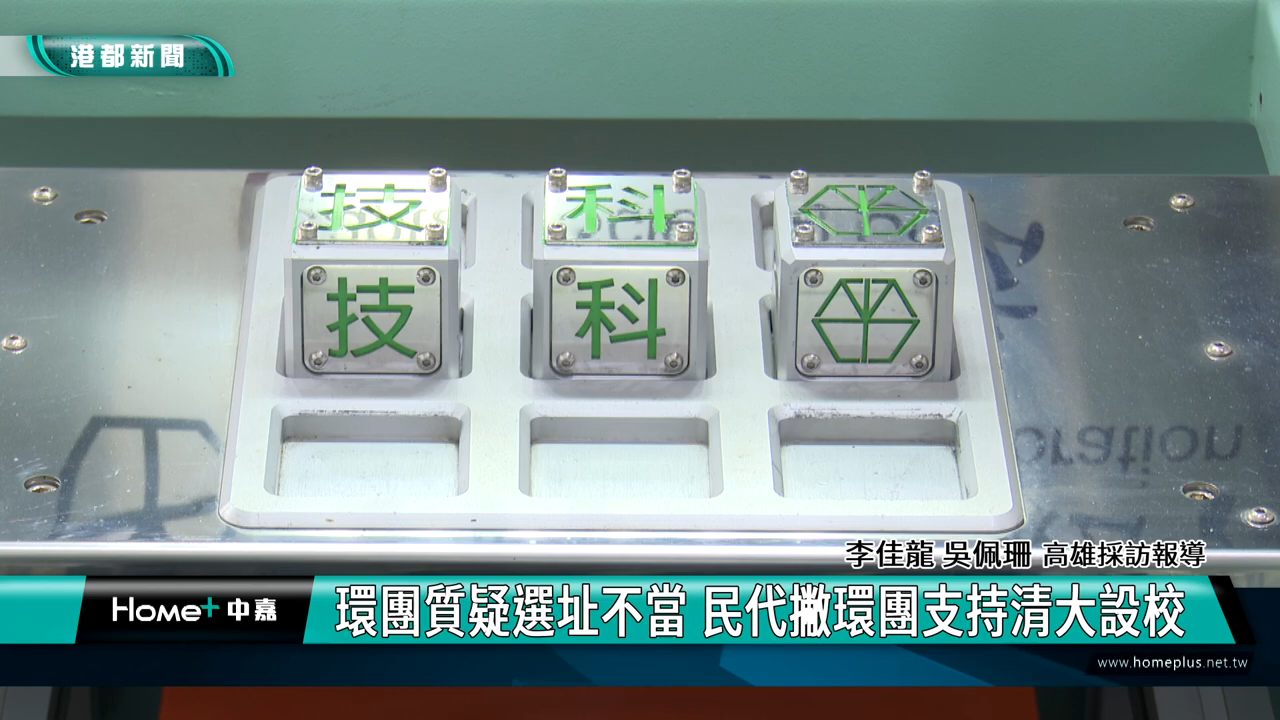 港都新聞
技 科
技 科
oration
李佳龍 吳佩珊 高雄採訪報導
Home+中嘉
環團質疑選址不當 民代撇環團支持清大設校
www.homeplus.net.tw